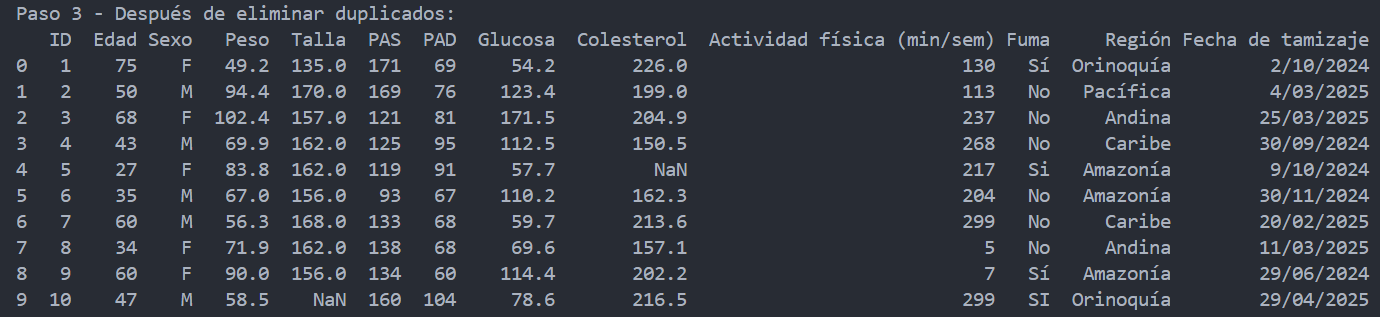 Paso 3 - Después de eliminar duplicados:
ID Edad Sexo Peso Talla PAS PAD Glucosa Colesterol Actividad física (min/sem) Fuma Región Fecha de tamizaje
0 1 75 F 49.2 135.0 171 69 54.2 226.0 130 Sí Orinoquía 2/10/2024
1 2 50 M 94.4 170.0 169 76 123.4 199.0 113 No Pacífica 4/03/2025
2 3 68 F 102.4 157.0 121 81 171.5 204.9 237 No Andina 25/03/2025
3 4 43 M 69.9 162.0 125 95 112.5 150.5 268 No Caribe 30/09/2024
4 5 27 F 83.8 162.0 119 91 57.7 NaN 217 Si Amazonía 9/10/2024
5 6 35 M 67.0 156.0 93 67 110.2 162.3 204 No Amazonía 30/11/2024
6 7 60 M 56.3 168.0 133 68 59.7 213.6 299 No Caribe 20/02/2025
7 8 34 F 71.9 162.0 138 68 69.6 157.1 5 No Andina 11/03/2025
8 9 60 F 90.0 156.0 134 60 114.4 202.2 7 Sí Amazonía 29/06/2024
9 10 47 M 58.5 NaN 160 104 78.6 216.5 299 SI Orinoquía 29/04/2025